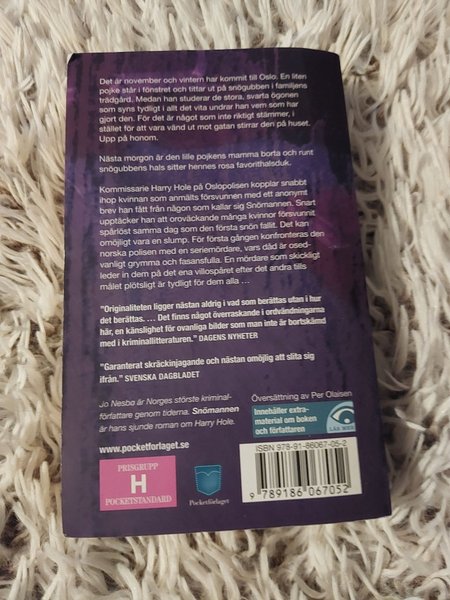 Det är november och vintern har kommit till Oslo. En liten
pojke står i fönstret och tittar ut på snögubben i familjens
trädgård. Medan han studerar de stora, svarta ögonen
som syns tydligt i allt det vita undrar han vem som har
gjort den. För det är något som inte riktigt stämmer, i
stället för att vara vänd ut mot gatan stirrar den på huset.
Upp på honom.
Nästa morgon är den lille pojkens mamma borta och runt
snögubbens hals sitter hennes rosa favorithalsduk.
Kommissarie Harry Hole på Oslopolisen kopplar snabbt
ihop kvinnan som anmälts försvunnen med ett anonymt
brev han fått från någon som kallar sig Snömannen. Snart
upptäcker han att oroväckande många kvinnor försvunnit
spårlöst samma dag som den första snön fallit. Det kan
omöjligt vara en slump. För första gången konfronteras den
norska polisen med en seriemördare, vars dåd är osed-
vanligt grymma och fasansfulla. En mördare som skickligt
leder in dem på det ena villospåret efter det andra tills
målet plötsligt är tydligt för dem alla ...
"Originaliteten ligger nästan aldrig i vad som berättas utan i hur
det berättas. ... Det finns något överraskande i ordvändningarna
här, en känslighet för ovanliga bilder som man inte är bortskämd
med i kriminallitteraturen." DAGENS NYHETER
"Garanterat skräckinjagande och nästan omöjlig att slita sig
ifrån." SVENSKA DAGBLADET
Jo Nesbø är Norges störste kriminal-
författare genom tiderna. Snömannen
är hans sjunde roman om Harry Hole.
www.pocketforlaget.se
PRISGRUPP
H
POCKETSTANDARD
Pocketförlaget
Översättning av Per Olaisen
Innehåller extra-
material om boken
och författaren
LÄS MER
ISBN 978-91-86067-05-2
9 789186 067052